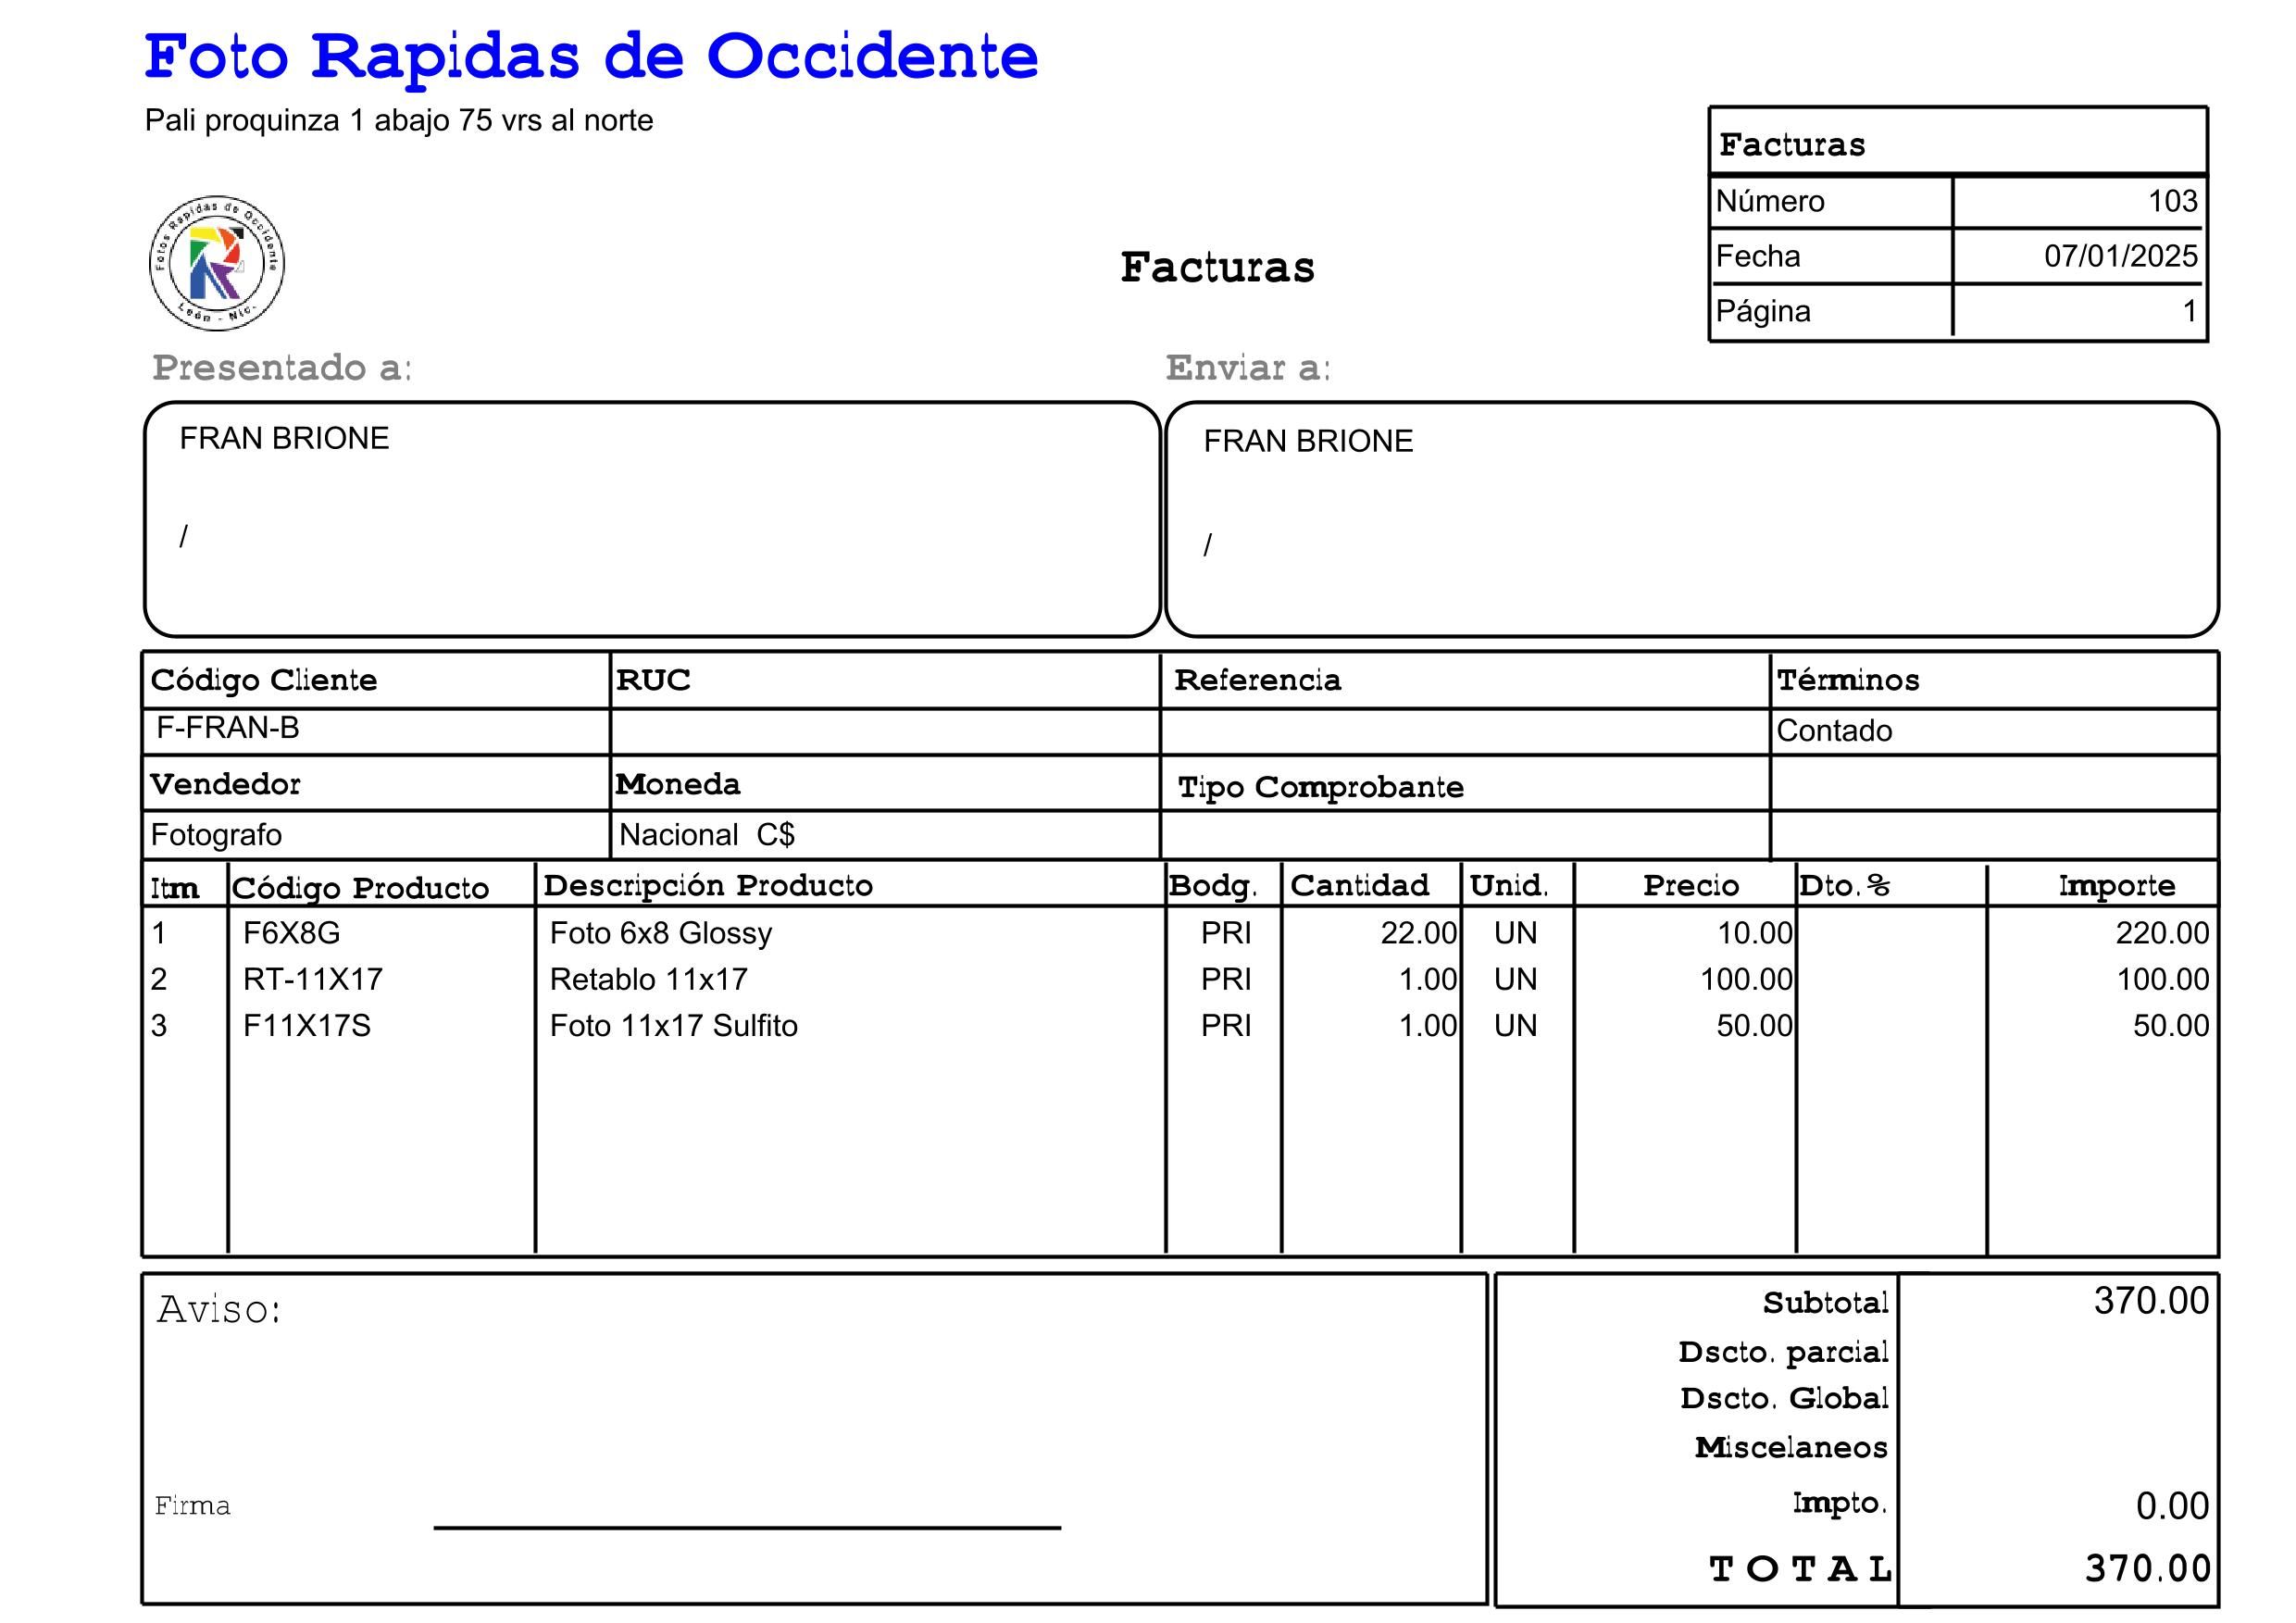 Foto Rapidas de Occidente
Pali proquinza 1 abajo 75 vrs al norte
Facturas
Número 103
Fecha 07/01/2025
Página 1
Fotos Rapidas de Occidente
León - Nic.
Facturas
Presentado a: Enviar a:
FRAN BRIONE FRAN BRIONE
/ /
Código Cliente RUC Referencia Términos
F-FRAN-B Contado
Vendedor Moneda Tipo Comprobante
Fotografo Nacional C$
Itm Código Producto Descripción Producto Bodg. Cantidad Unid. Precio Dto.% Importe
1 F6X8G Foto 6x8 Glossy PRI 22.00 UN 10.00 220.00
2 RT-11X17 Retablo 11x17 PRI 1.00 UN 100.00 100.00
3 F11X17S Foto 11x17 Sulfito PRI 1.00 UN 50.00 50.00
Aviso:
Firma
Subtotal 370.00
Dscto. parcial
Dscto. Global
Miscelaneos
Impto. 0.00
TOTAL 370.00